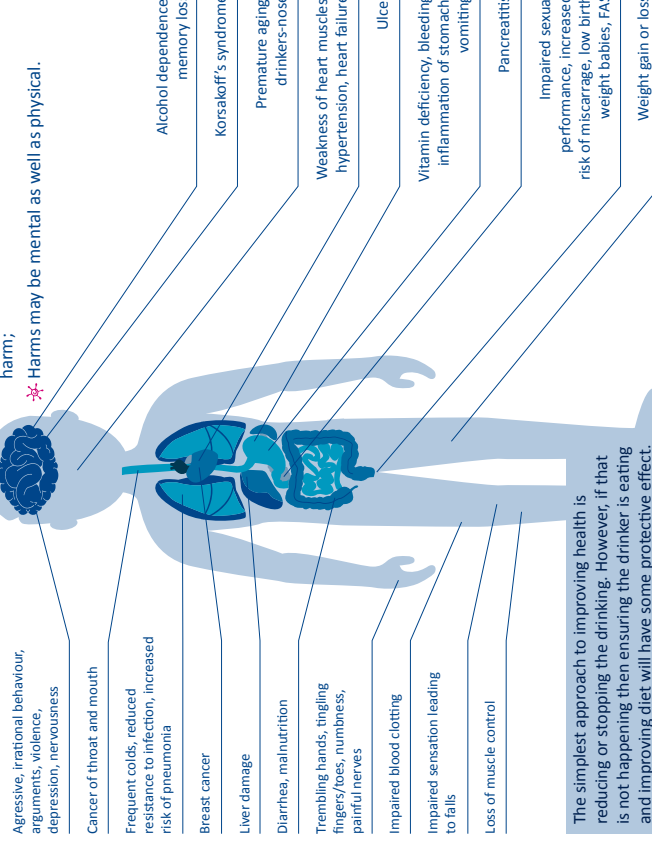 harm;
Harms may be mental as well as physical.
Agressive, irrational behaviour,
arguments, violence,
depression, nervousness
Cancer of throat and mouth
Frequent colds, reduced
resistance to infection, increased
risk of pneumonia
Breast cancer
Liver damage
Diarrhea, malnutrition
Trembling hands, tingling
fingers/toes, numbness,
painful nerves
Impaired blood clotting
Impaired sensation leading
to falls
Loss of muscle control
Alcohol dependence
memory los
Korsakoff's syndrome
Premature aging
drinkers-nose
Weakness of heart muscles
hypertension, heart failure
Ulce
Vitamin deficiency, bleeding
inflammation of stomach
vomiting
Pancreatiti
Impaired sexua
performance, increased
risk of miscarrage, low birth
weight babies, FAS
Weight gain or los
The simplest approach to improving health is
reducing or stopping the drinking. However, if that
is not happening then ensuring the drinker is eating
and improving diet will have some protective effect.